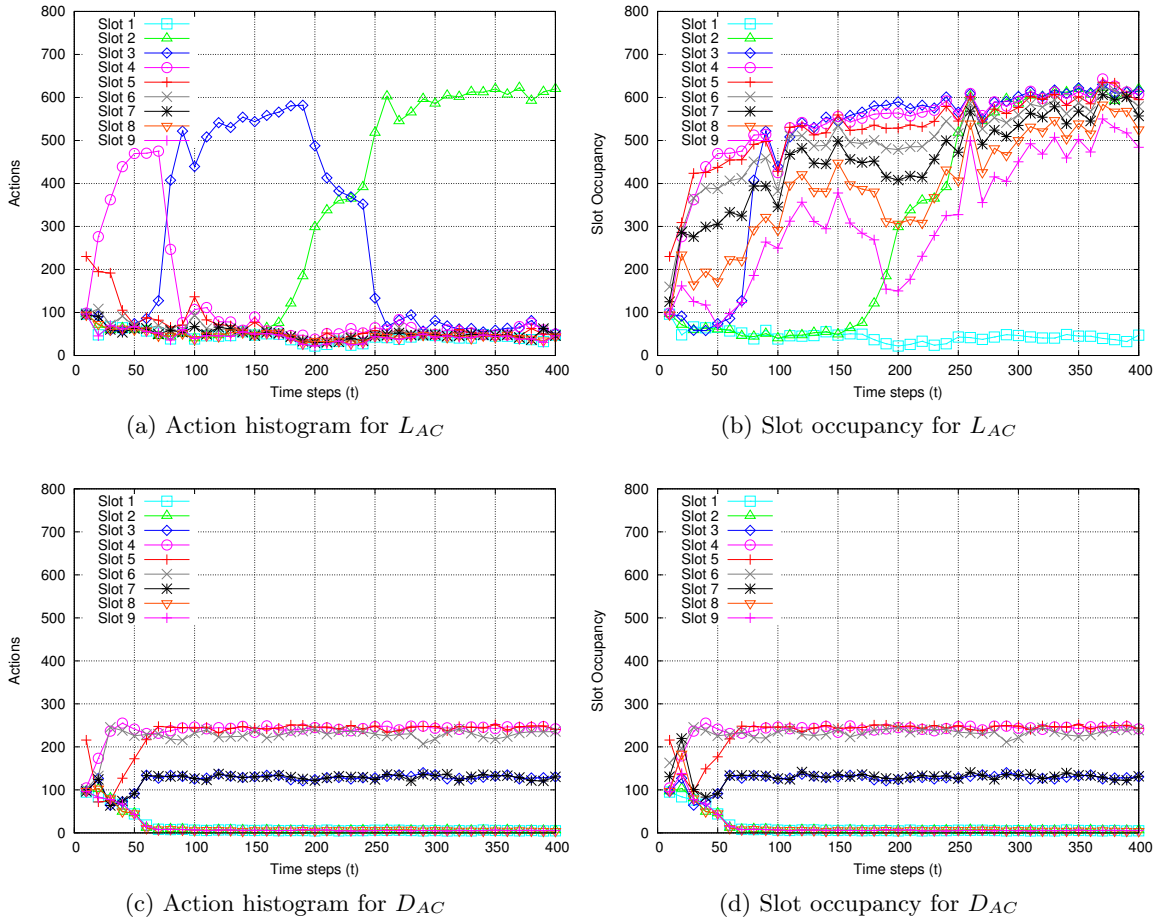 800
700
600
500
400
300
200
100
0
Actions
Slot 1
Slot 2
Slot 3
Slot 4
Slot 5
Slot 6
Slot 7
Slot 8
Slot 9
0 50 100 150 200 250 300 350 400
Time steps (t)
(a) Action histogram for L_AC
800
700
600
500
400
300
200
100
0
Slot Occupancy
Slot 1
Slot 2
Slot 3
Slot 4
Slot 5
Slot 6
Slot 7
Slot 8
Slot 9
0 50 100 150 200 250 300 350 400
Time steps (t)
(b) Slot occupancy for L_AC
800
700
600
500
400
300
200
100
0
Actions
Slot 1
Slot 2
Slot 3
Slot 4
Slot 5
Slot 6
Slot 7
Slot 8
Slot 9
0 50 100 150 200 250 300 350 400
Time steps (t)
(c) Action histogram for D_AC
800
700
600
500
400
300
200
100
0
Slot Occupancy
Slot 1
Slot 2
Slot 3
Slot 4
Slot 5
Slot 6
Slot 7
Slot 8
Slot 9
0 50 100 150 200 250 300 350 400
Time steps (t)
(d) Slot occupancy for D_AC